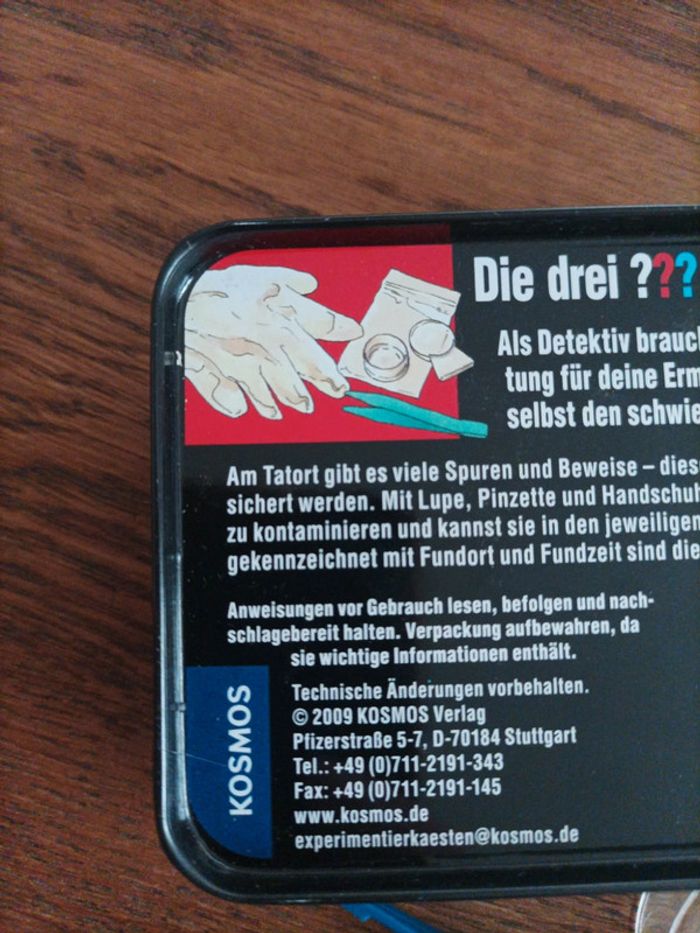 Die drei ???
Als Detektiv brauc
tung für deine Erm
selbst den schwi
Am Tatort gibt es viele Spuren und Beweise – dies
sichert werden. Mit Lupe, Pinzette und Handschuh
zu kontaminieren und kannst sie in den jeweiligen
gekennzeichnet mit Fundort und Fundzeit sind die
Anweisungen vor Gebrauch lesen, befolgen und nach-
schlagebereit halten. Verpackung aufbewahren, da
sie wichtige Informationen enthält.
KOSMOS
Technische Änderungen vorbehalten.
© 2009 KOSMOS Verlag
Pfizerstraße 5-7, D-70184 Stuttgart
Tel.: +49 (0)711-2191-343
Fax: +49 (0)711-2191-145
www.kosmos.de
experimentierkaesten@kosmos.de